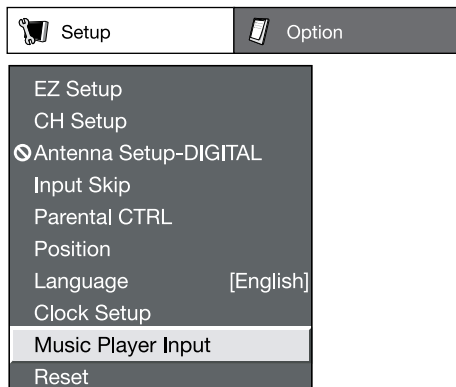 Setup
Option
EZ Setup
CH Setup
Antenna Setup-DIGITAL
Input Skip
Parental CTRL
Position
Language [English]
Clock Setup
Music Player Input
Reset